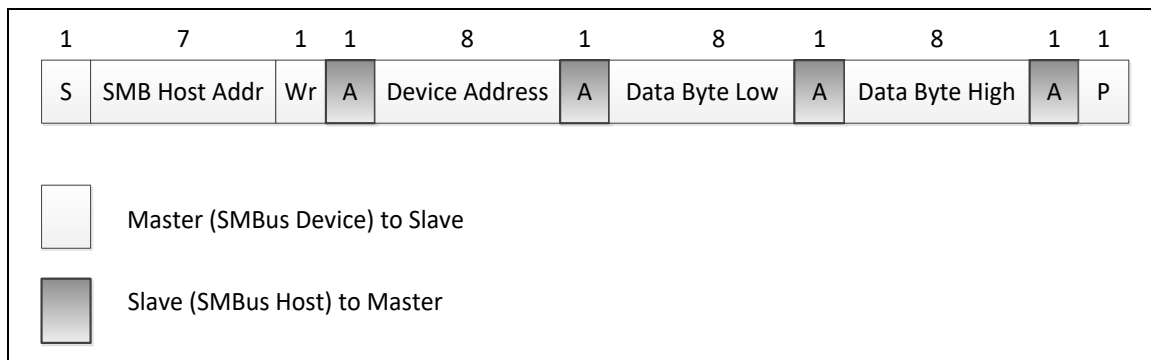 1 7 1 1 8 1 8 1 8 1 1
S SMB Host Addr Wr A Device Address A Data Byte Low A Data Byte High A P
Master (SMBus Device) to Slave
Slave (SMBus Host) to Master